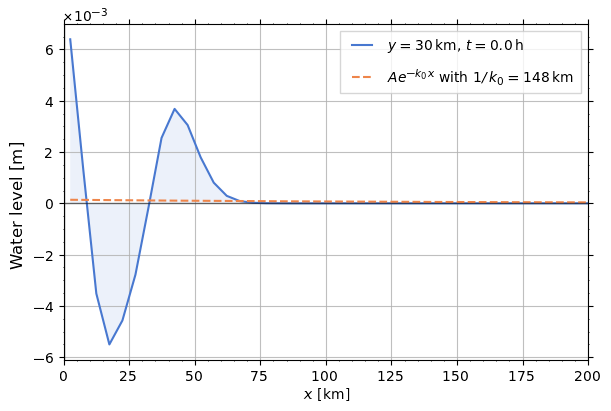 ×10⁻³
6
4
2
0
−2
−4
−6
Water level [m]
0 25 50 75 100 125 150 175 200
x [km]
y = 30 km, t = 0.0 h
Ae^{−k₀x} with 1/k₀ = 148 km